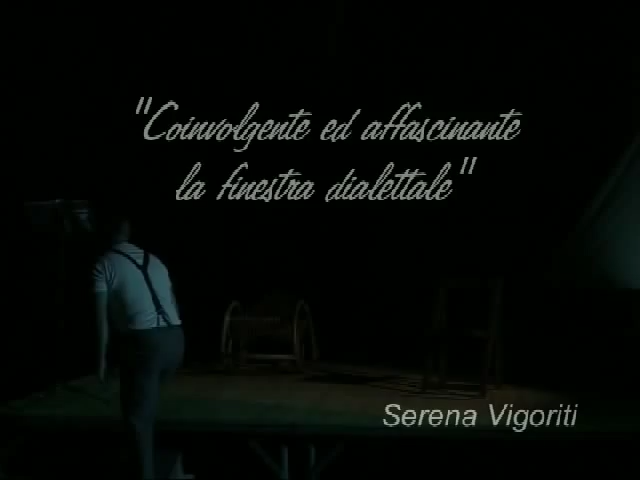 "Coinvolgente ed affascinante
la finestra dialettale"
Serena Vigoriti